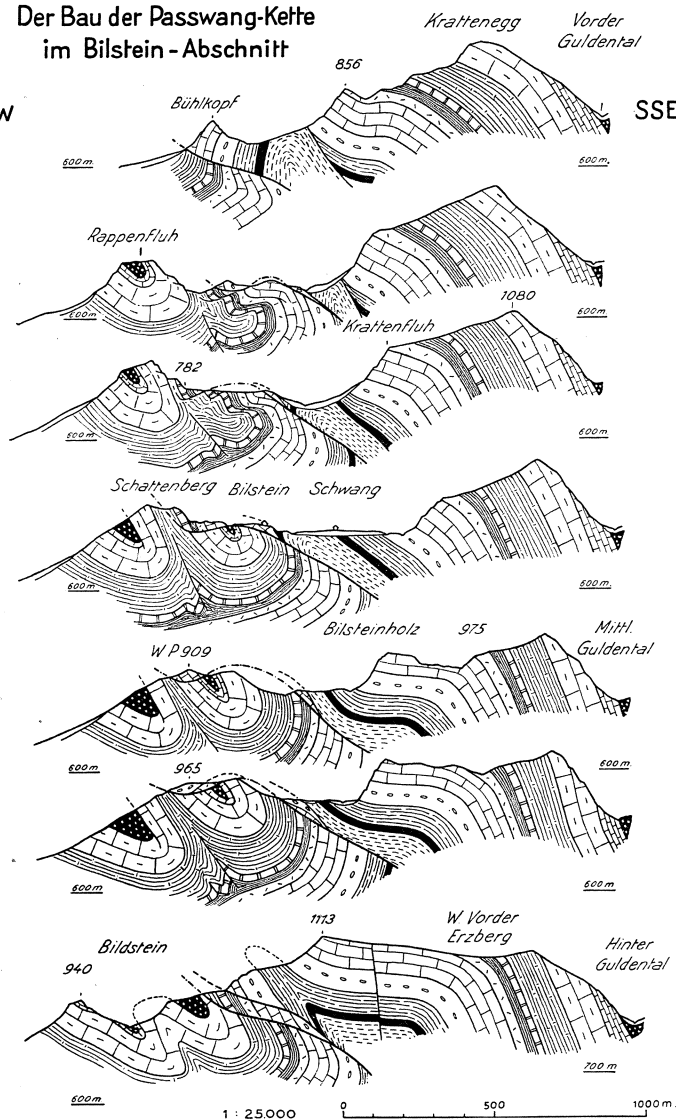 Der Bau der Passwang-Kette
im Bilstein-Abschnitt
Krattenegg
Vorder
Guldental
856
Bühlkopf
W
SSE
600 m.
600 m.
Rappenfluh
600 m.
600 m.
1080
Krattenfluh
782
600 m.
600 m.
Schattenberg Bilstein Schwang
600 m.
600 m.
Bilsteinholz 975
Mittl.
Guldental
W P 909
600 m.
600 m.
965
600 m.
600 m.
1113
W. Vorder
Erzberg
Hinter
Guldental
Bildstein
940
700 m
600 m.
1 : 25.000
0 500 1000 m.